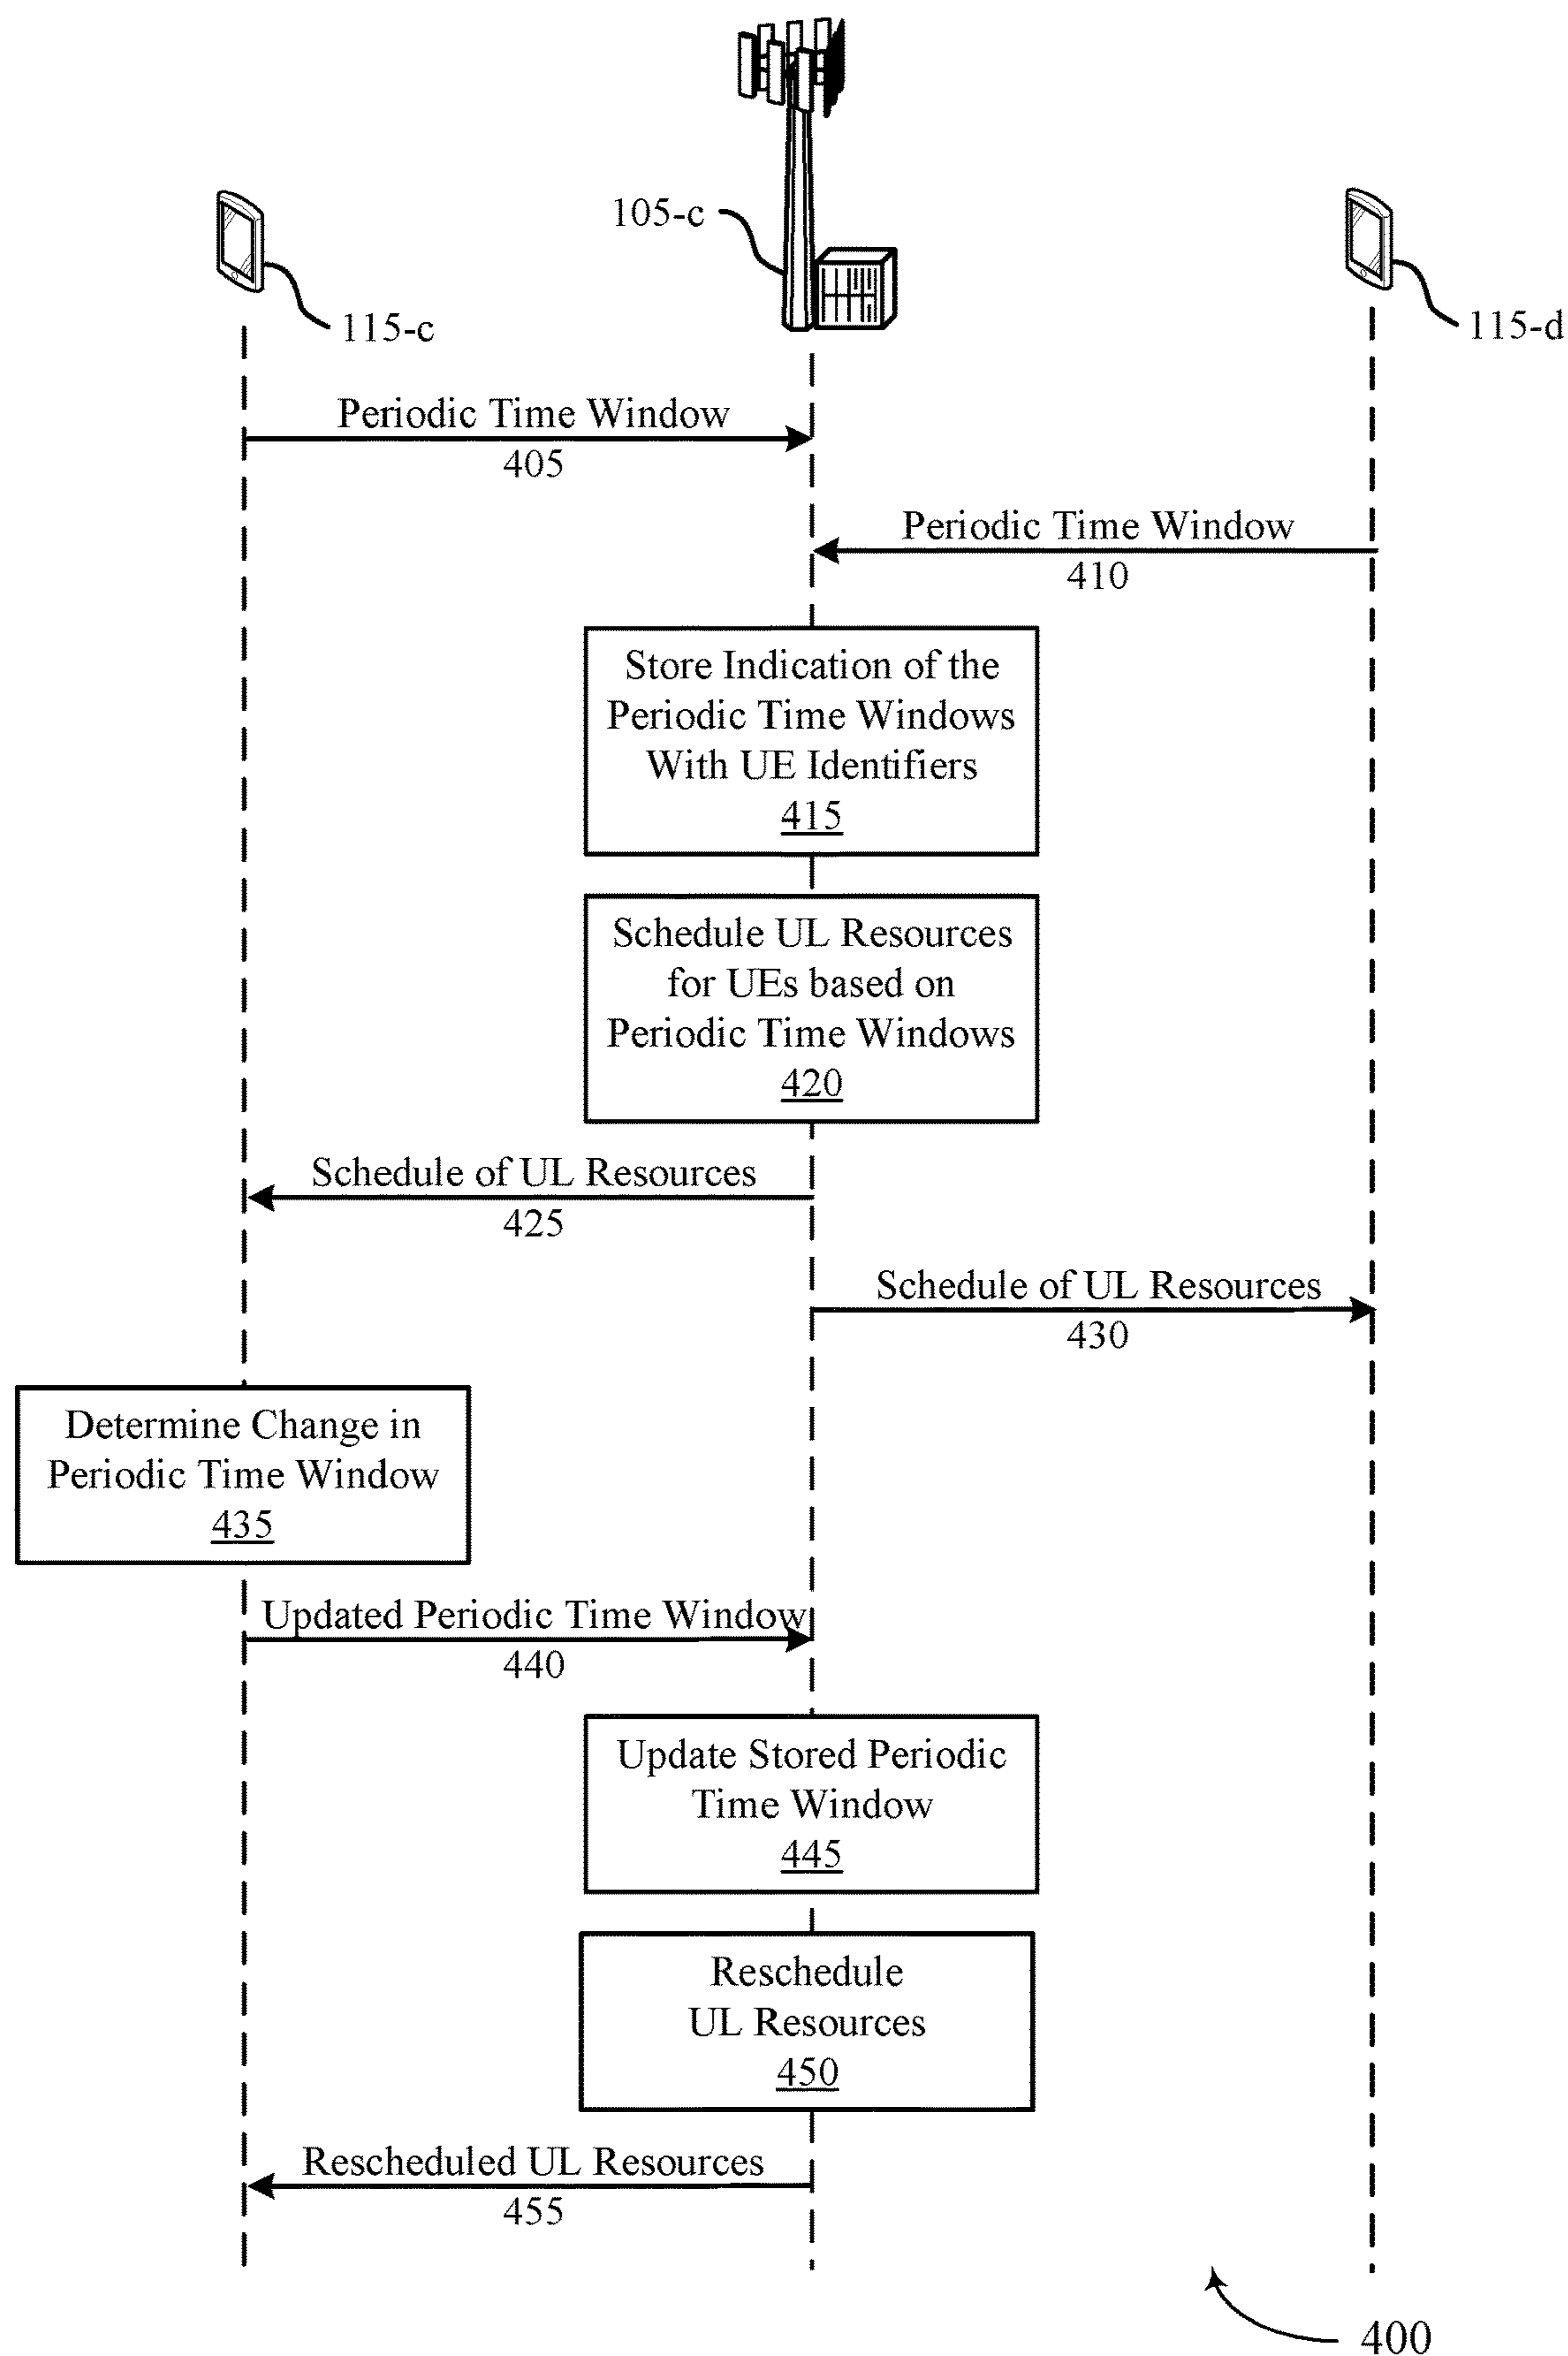 105-c
115-c
115-d
Periodic Time Window
405
Periodic Time Window
410
Store Indication of the
Periodic Time Windows
With UE Identifiers
415
Schedule UL Resources
for UEs based on
Periodic Time Windows
420
Schedule of UL Resources
425
Schedule of UL Resources
430
Determine Change in
Periodic Time Window
435
Updated Periodic Time Window
440
Update Stored Periodic
Time Window
445
Reschedule
UL Resources
450
Rescheduled UL Resources
455
400